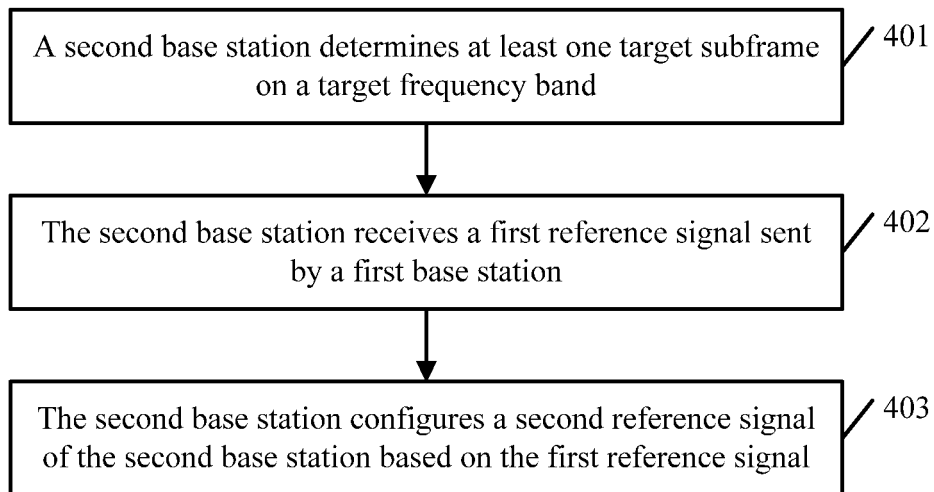 A second base station determines at least one target subframe
on a target frequency band
401
The second base station receives a first reference signal sent
by a first base station
402
The second base station configures a second reference signal
of the second base station based on the first reference signal
403